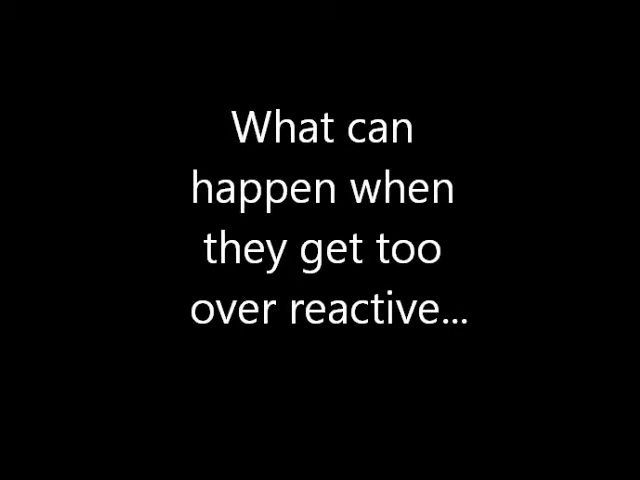 What can
happen when
they get too
over reactive...